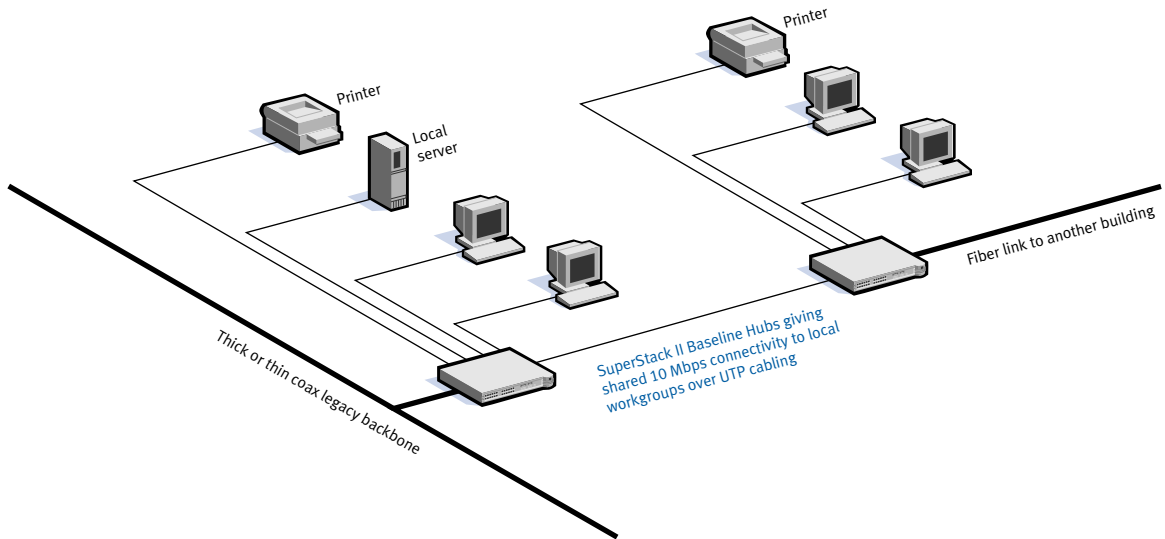 Printer
Printer
Local
server
Fiber link to another building
SuperStack II Baseline Hubs giving
shared 10 Mbps connectivity to local
workgroups over UTP cabling
Thick or thin coax legacy backbone